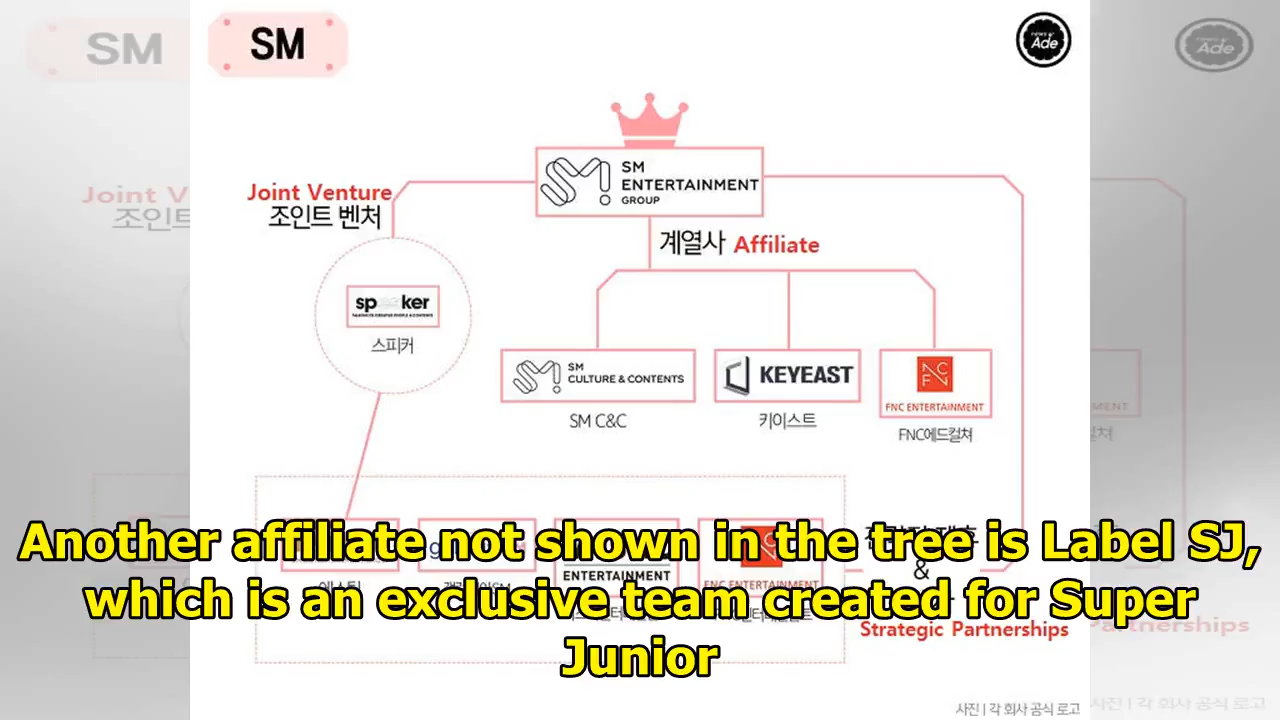 SM
news Ade
SM
ENTERTAINMENT
GROUP
Joint Venture
조인트 벤처
계열사 Affiliate
스피커
SM
CULTURE & CONTENTS
SM C&C
KEYEAST
키이스트
FNC ENTERTAINMENT
FNC에드컬쳐
ENTERTAINMENT
FNC ENTERTAINMENT
&
Strategic Partnerships
Another affiliate not shown in the tree is Label SJ,
which is an exclusive team created for Super
Junior
사진 | 각 회사 공식 로고